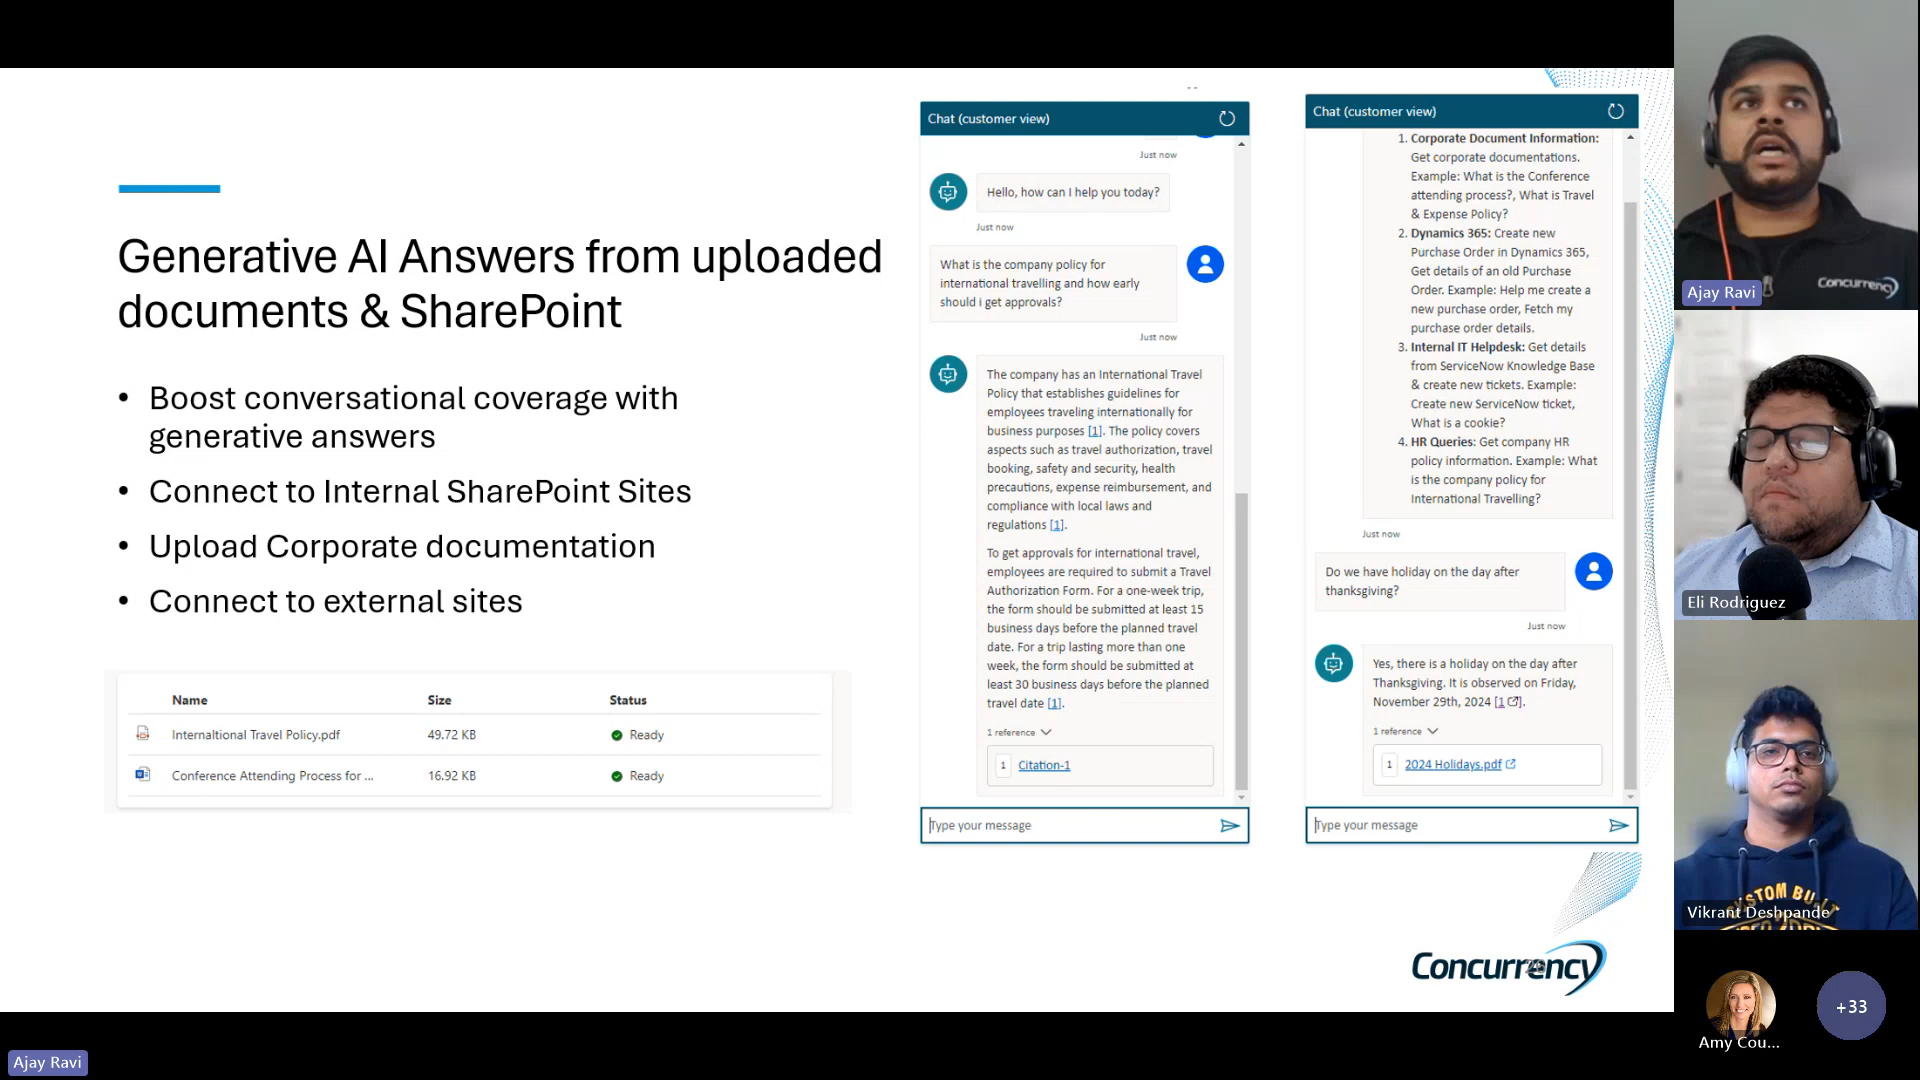 Generative AI Answers from uploaded
documents & SharePoint
• Boost conversational coverage with
generative answers
• Connect to Internal SharePoint Sites
• Upload Corporate documentation
• Connect to external sites
Name Size Status
Internaltional Travel Policy.pdf 49.72 KB Ready
Conference Attending Process for ... 16.92 KB Ready
Chat (customer view)
Just now
Hello, how can I help you today?
Just now
What is the company policy for
international travelling and how early
should i get approvals?
Just now
The company has an International Travel
Policy that establishes guidelines for
employees traveling internationally for
business purposes [1]. The policy covers
aspects such as travel authorization, travel
booking, safety and security, health
precautions, expense reimbursement, and
compliance with local laws and
regulations [1].
To get approvals for international travel,
employees are required to submit a Travel
Authorization Form. For a one-week trip,
the form should be submitted at least 15
business days before the planned travel
date. For a trip lasting more than one
week, the form should be submitted at
least 30 business days before the planned
travel date [1].
1 reference
1 Citation-1
Type your message
Chat (customer view)
1. Corporate Document Information:
Get corporate documentations.
Example: What is the Conference
attending process?, What is Travel
& Expense Policy?
2. Dynamics 365: Create new
Purchase Order in Dynamics 365,
Get details of an old Purchase
Order. Example: Help me create a
new purchase order, Fetch my
purchase order details.
3. Internal IT Helpdesk: Get details
from ServiceNow Knowledge Base
& create new tickets. Example:
Create new ServiceNow ticket,
What is a cookie?
4. HR Queries: Get company HR
policy information. Example: What
is the company policy for
International Travelling?
Just now
Do we have holiday on the day after
thanksgiving?
Just now
Yes, there is a holiday on the day after
Thanksgiving. It is observed on Friday,
November 29th, 2024 [1].
1 reference
1 2024 Holidays.pdf
Type your message
Concurrency
Concurrency
Ajay Ravi
Eli Rodriguez
Vikrant Deshpande
Amy Cou...
+33
Ajay Ravi